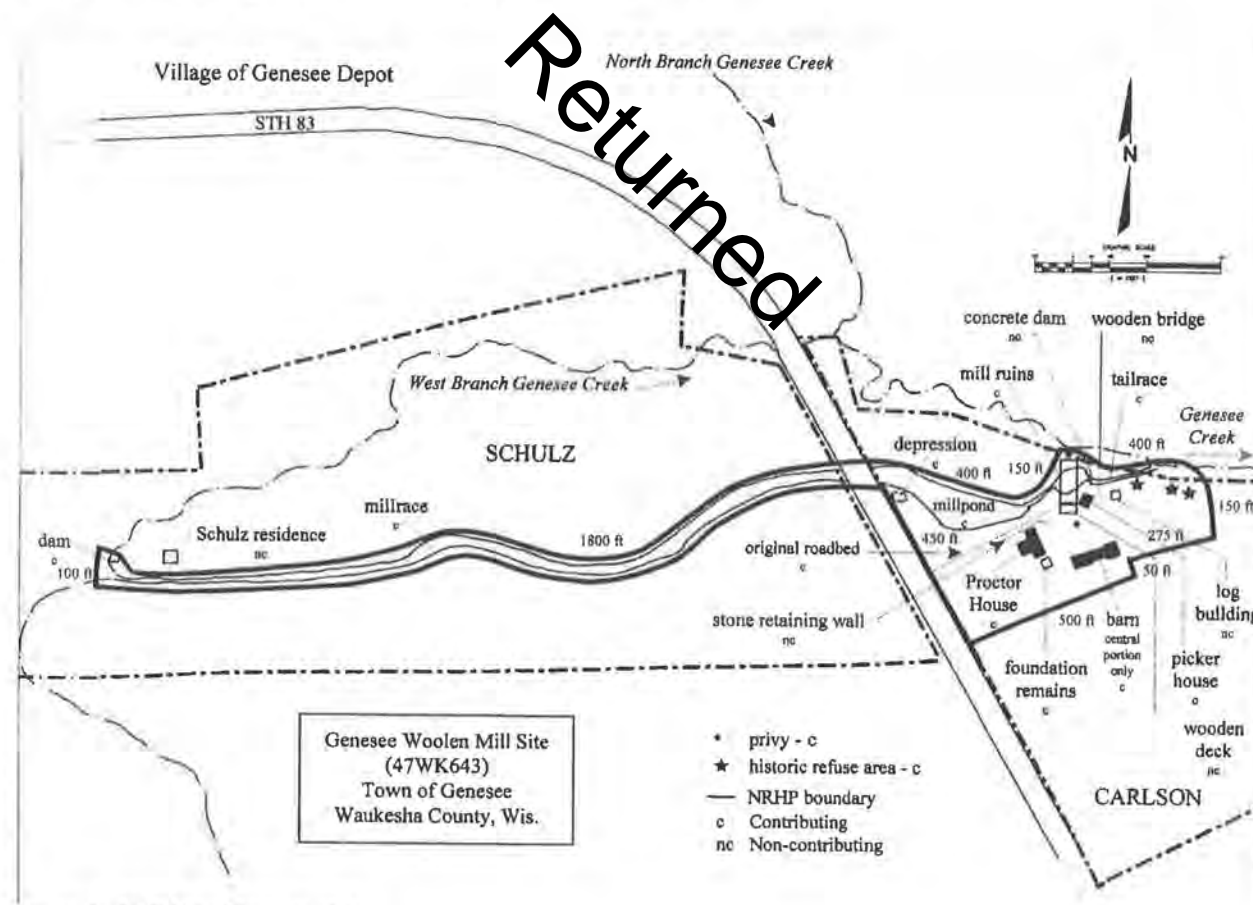 Returned
Village of Genesee Depot
North Branch Genesee Creek
STH 83
N
GRAPHIC SCALE
concrete dam
nc
wooden bridge
nc
mill ruins
c
tailrace
c
West Branch Genesee Creek
Genesee
Creek
SCHULZ
depression
c
400 ft
150 ft
400 ft
150 ft
millrace
c
millpond
c
dam
c
Schulz residence
nc
1800 ft
100 ft
original roadbed
c
450 ft
275 ft
50 ft
Proctor
House
c
log
building
nc
stone retaining wall
nc
500 ft
barn
central
portion
only
c
picker
house
c
foundation
remains
c
wooden
deck
nc
CARLSON
Genesee Woolen Mill Site
(47WK643)
Town of Genesee
Waukesha County, Wis.
privy - c
historic refuse area - c
NRHP boundary
c Contributing
nc Non-contributing